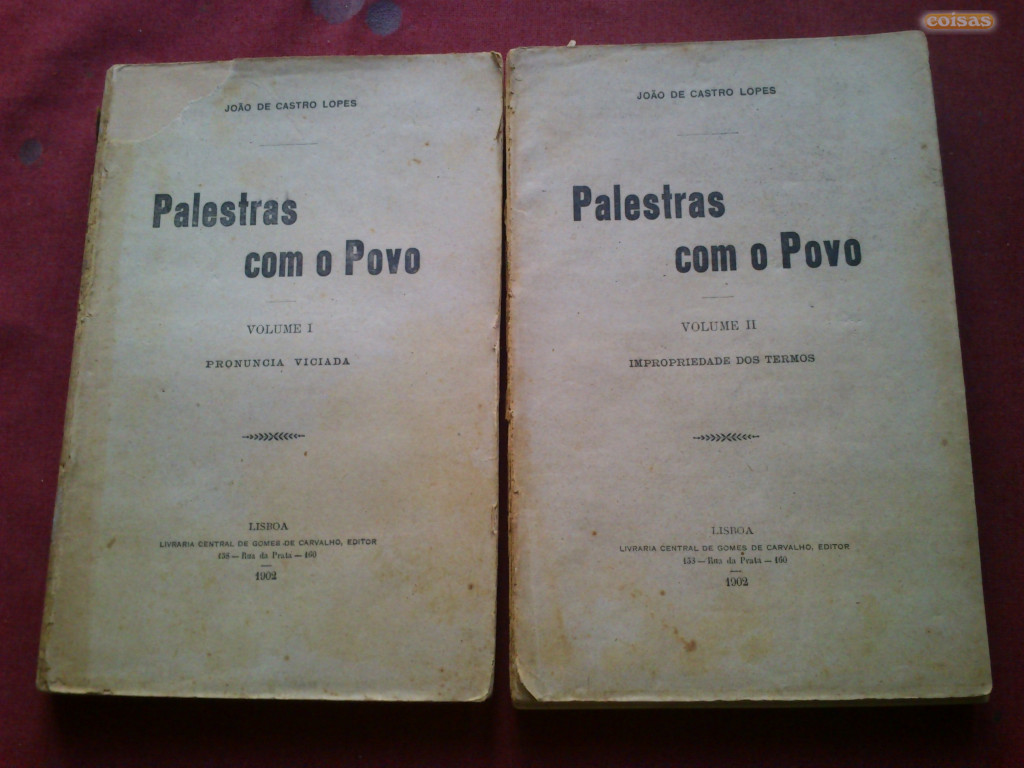 coisas
JOÃO DE CASTRO LOPES
Palestras
com o Povo
VOLUME I
PRONUNCIA VICIADA
LISBOA
LIVRARIA CENTRAL DE GOMES DE CARVALHO, EDITOR
158 — Rua da Prata — 160
1902
JOÃO DE CASTRO LOPES
Palestras
com o Povo
VOLUME II
IMPROPRIEDADE DOS TERMOS
LISBOA
LIVRARIA CENTRAL DE GOMES DE CARVALHO, EDITOR
158 — Rua da Prata — 160
1902